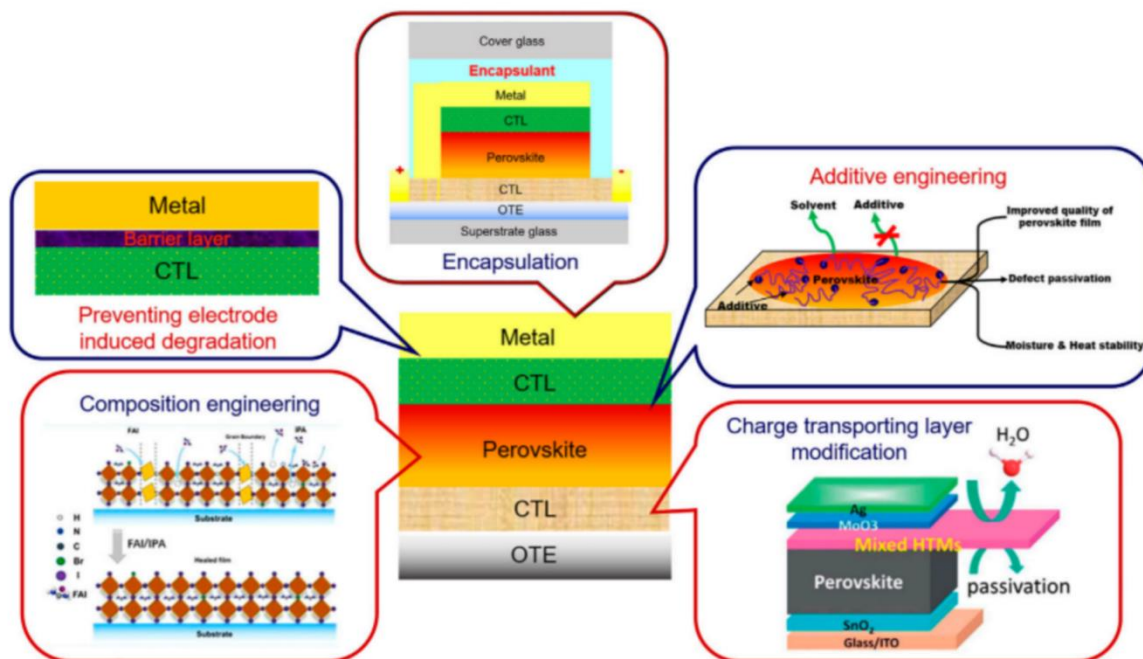 Cover glass
Encapsulant
Metal
CTL
Perovskite
+
-
CTL
OTE
Superstrate glass
Encapsulation
Metal
Barrier layer
CTL
Preventing electrode
induced degradation
Additive engineering
Solvent
Additive
Improved quality of
perovskite film
Perovskite
Defect passivation
Additive
Moisture & Heat stability
Metal
CTL
Perovskite
CTL
OTE
Composition engineering
FAI
Grain Boundary
IPA
Substrate
H
N
C
Br
I
FAI
FAI/IPA
Healed film
Substrate
Charge transporting layer
modification
H₂O
Ag
MoO3
Mixed HTMs
Perovskite
passivation
SnO₂
Glass/ITO